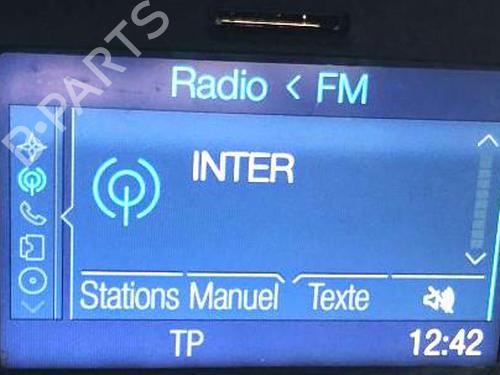 B-PARTS
Radio < FM
INTER
Stations Manuel Texte
TP 12:42